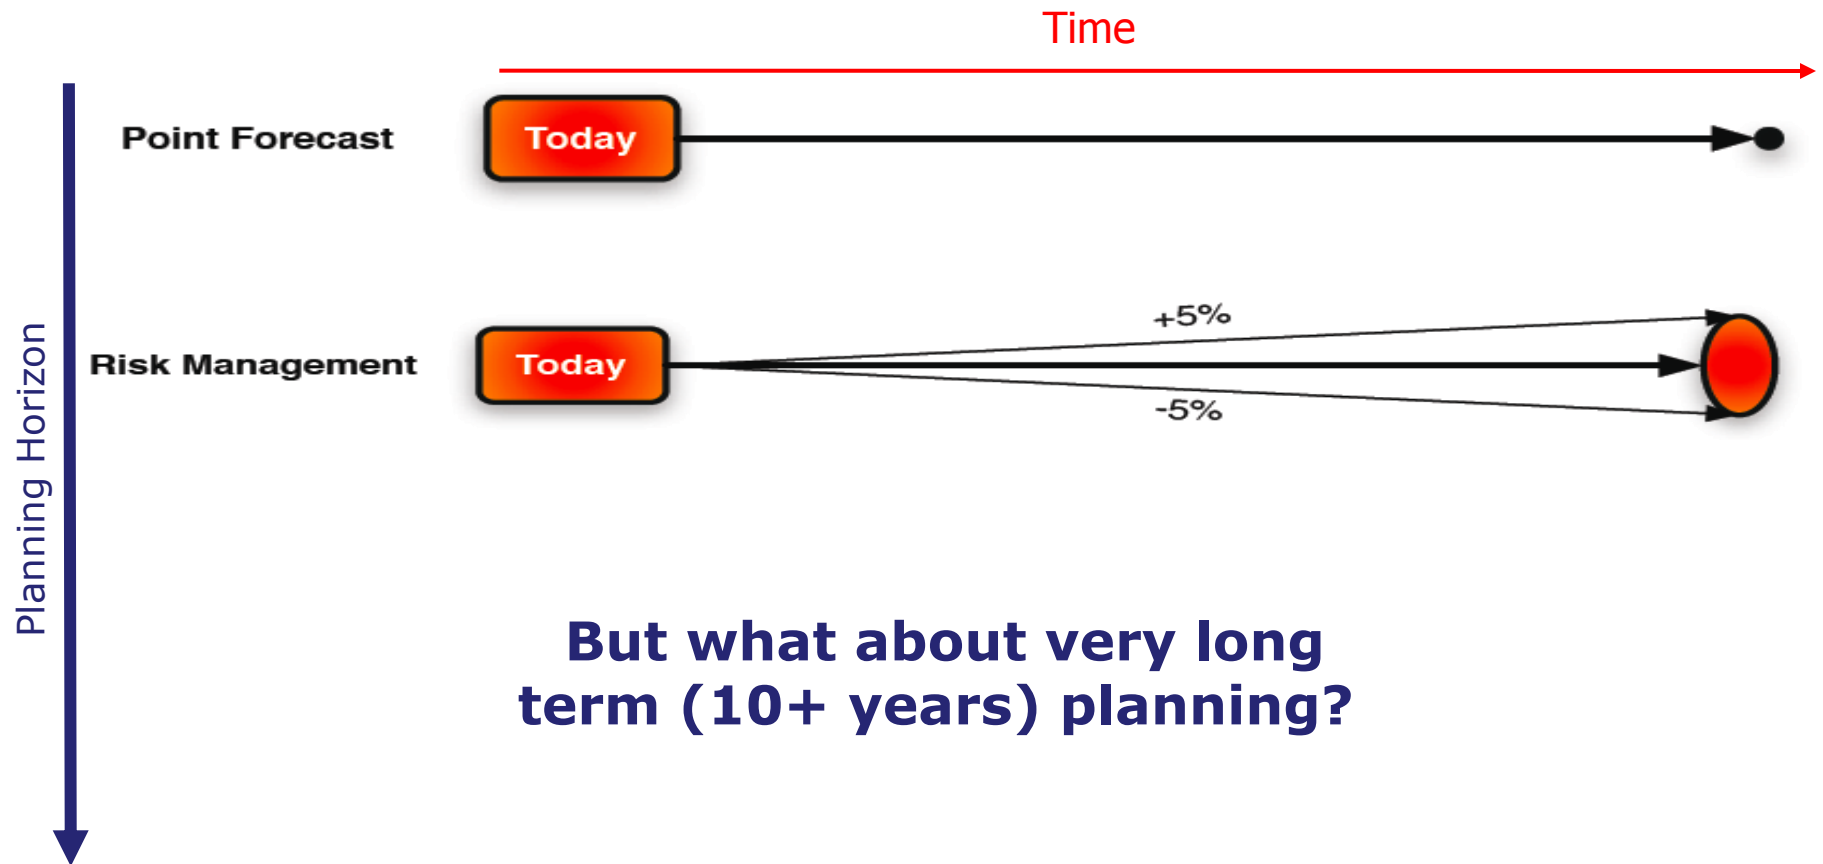 Time
Point Forecast
Today
Planning Horizon
Risk Management
Today
+5%
-5%
But what about very long
term (10+ years) planning?